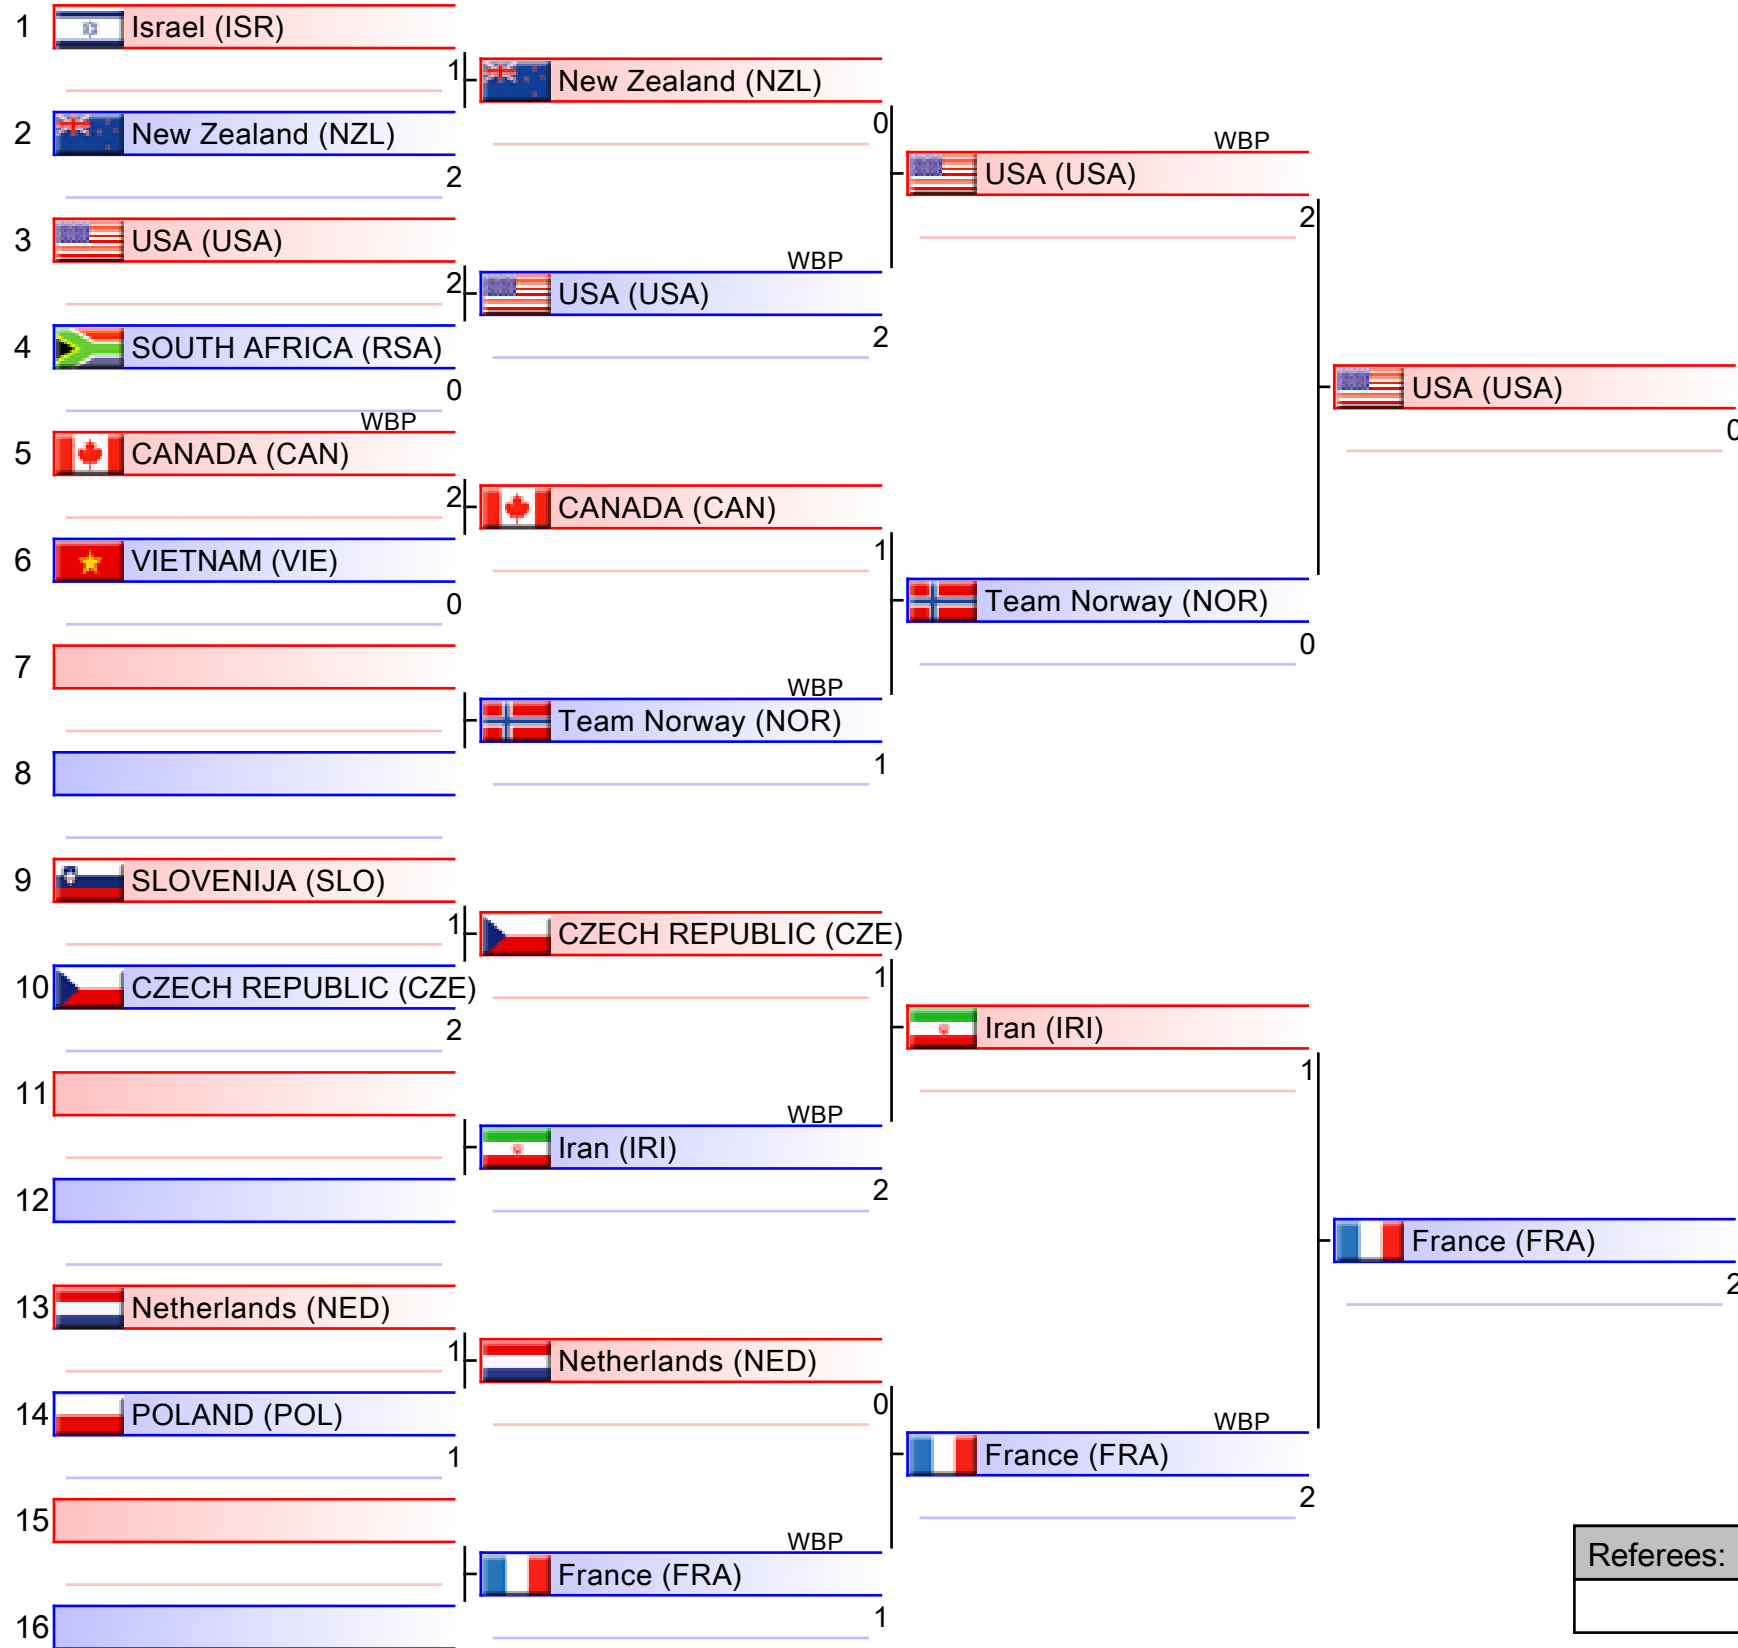 1 Israel (ISR)
1 New Zealand (NZL)
2 New Zealand (NZL)
0
WBP
2
USA (USA)
3 USA (USA)
2
WBP
2 USA (USA)
4 SOUTH AFRICA (RSA)
2
0
USA (USA)
WBP
0
5 CANADA (CAN)
2 CANADA (CAN)
6 VIETNAM (VIE)
1
0
Team Norway (NOR)
7
0
WBP
Team Norway (NOR)
8
1
9 SLOVENIJA (SLO)
1 CZECH REPUBLIC (CZE)
10 CZECH REPUBLIC (CZE)
1
2
Iran (IRI)
11
1
WBP
Iran (IRI)
12
2
France (FRA)
13 Netherlands (NED)
2
1 Netherlands (NED)
14 POLAND (POL)
0
WBP
1
France (FRA)
15
2
WBP
Referees:
France (FRA)
16
1